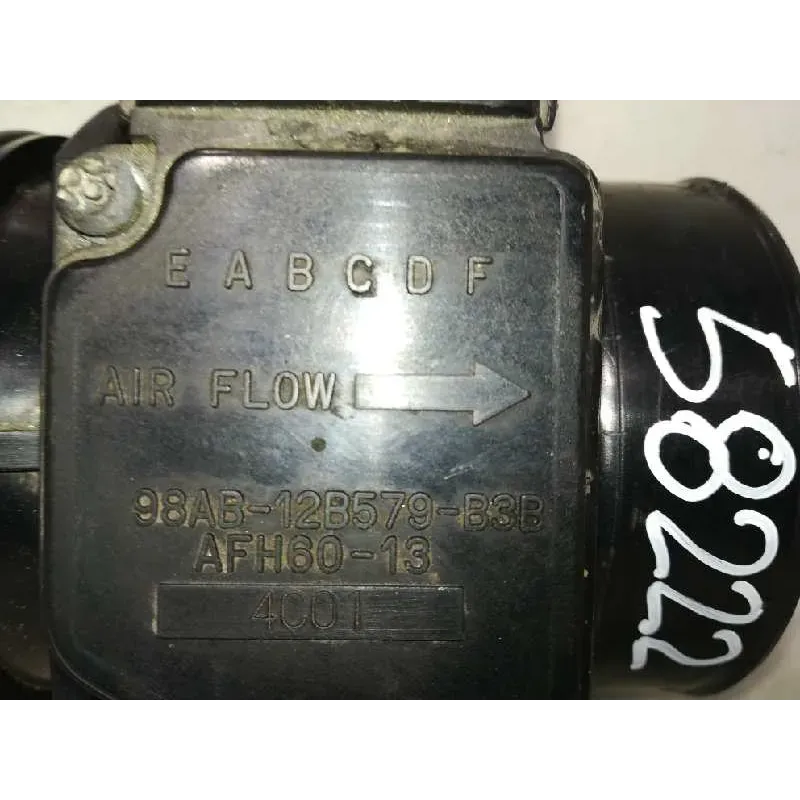 E A B C D F
AIR FLOW
98AB-12B579-B3B
AFH60-13
4C01
58222